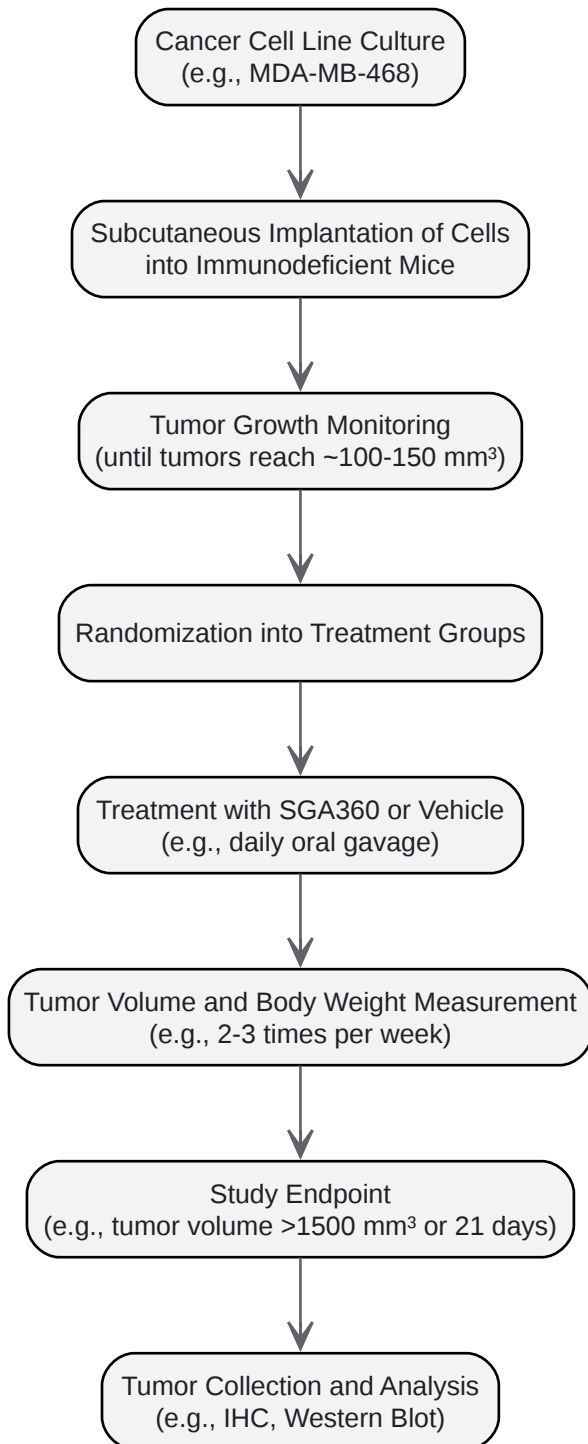 Cancer Cell Line Culture
(e.g., MDA-MB-468)
Subcutaneous Implantation of Cells
into Immunodeficient Mice
Tumor Growth Monitoring
(until tumors reach ~100-150 mm³)
Randomization into Treatment Groups
Treatment with SGA360 or Vehicle
(e.g., daily oral gavage)
Tumor Volume and Body Weight Measurement
(e.g., 2-3 times per week)
Study Endpoint
(e.g., tumor volume >1500 mm³ or 21 days)
Tumor Collection and Analysis
(e.g., IHC, Western Blot)